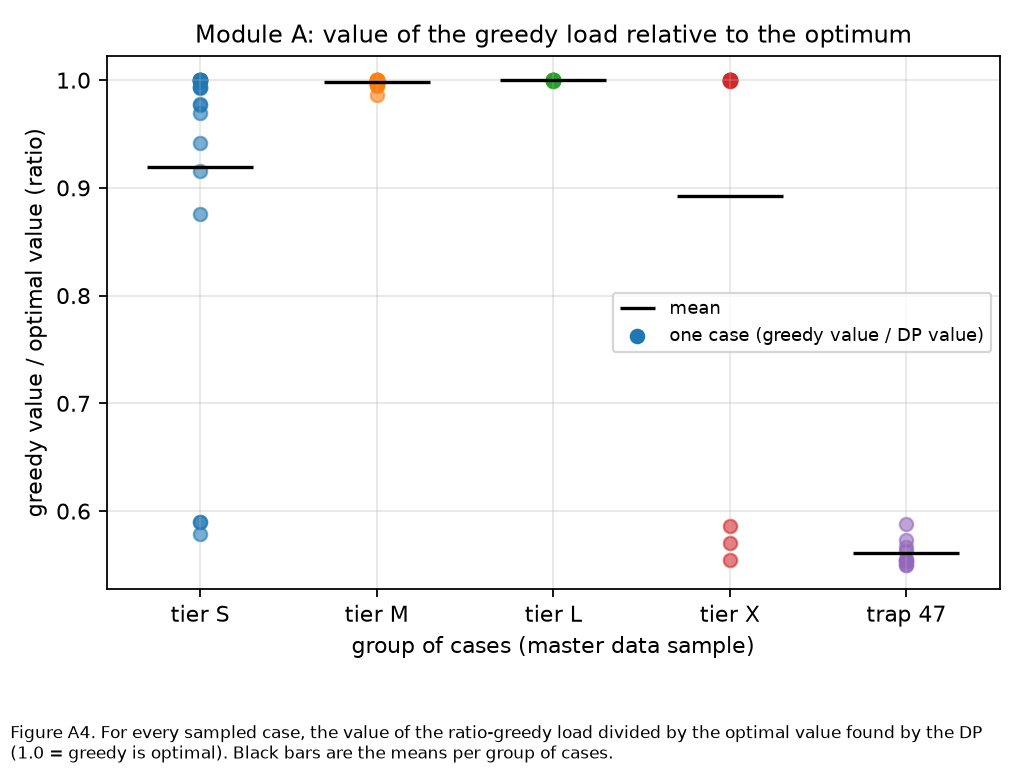 Module A: value of the greedy load relative to the optimum
greedy value / optimal value (ratio)
1.0
0.9
0.8
0.7
0.6
mean
one case (greedy value / DP value)
tier S
tier M
tier L
tier X
trap 47
group of cases (master data sample)
Figure A4. For every sampled case, the value of the ratio-greedy load divided by the optimal value found by the DP
(1.0 = greedy is optimal). Black bars are the means per group of cases.